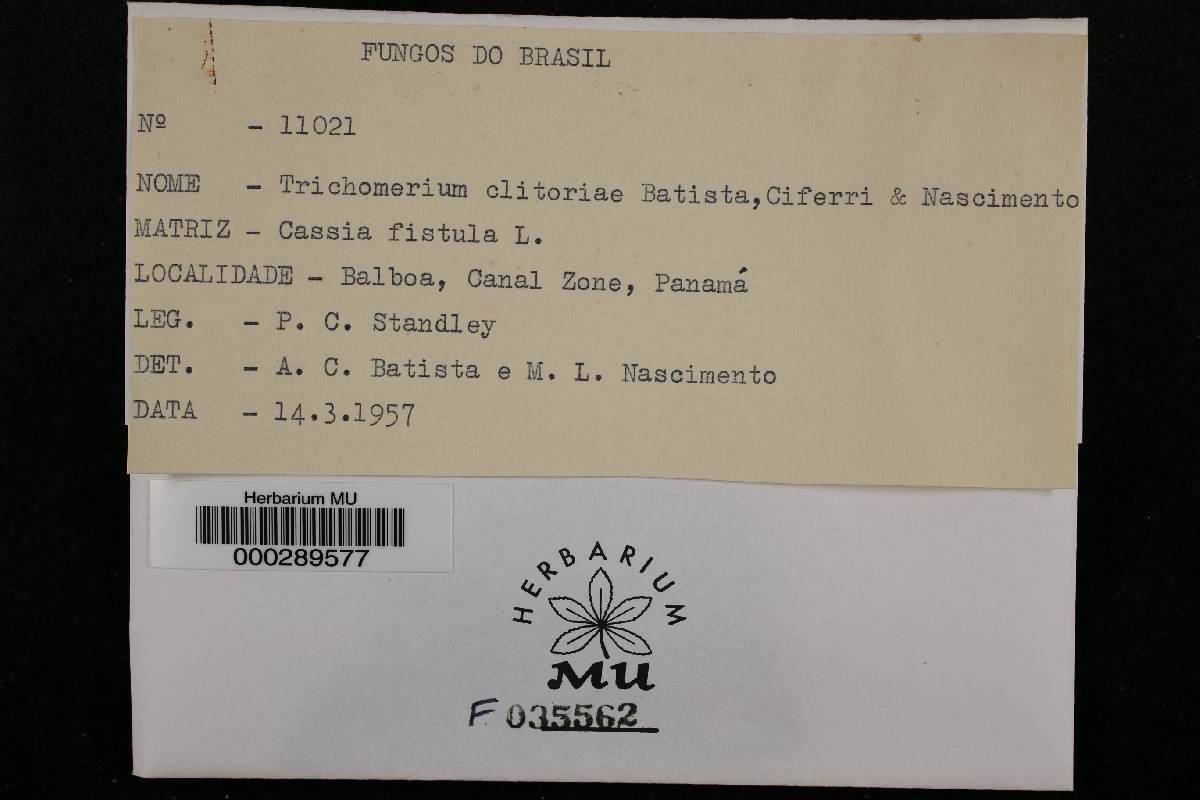 FUNGOS DO BRASIL
Nº - 11021
NOME - Trichomerium clitoriae Batista,Ciferri & Nascimento
MATRIZ - Cassia fistula L.
LOCALIDADE - Balboa, Canal Zone, Panamá
LEG. - P. C. Standley
DET. - A. C. Batista e M. L. Nascimento
DATA - 14.3.1957
Herbarium MU
000289577
HERBARIUM
MU
F 035562